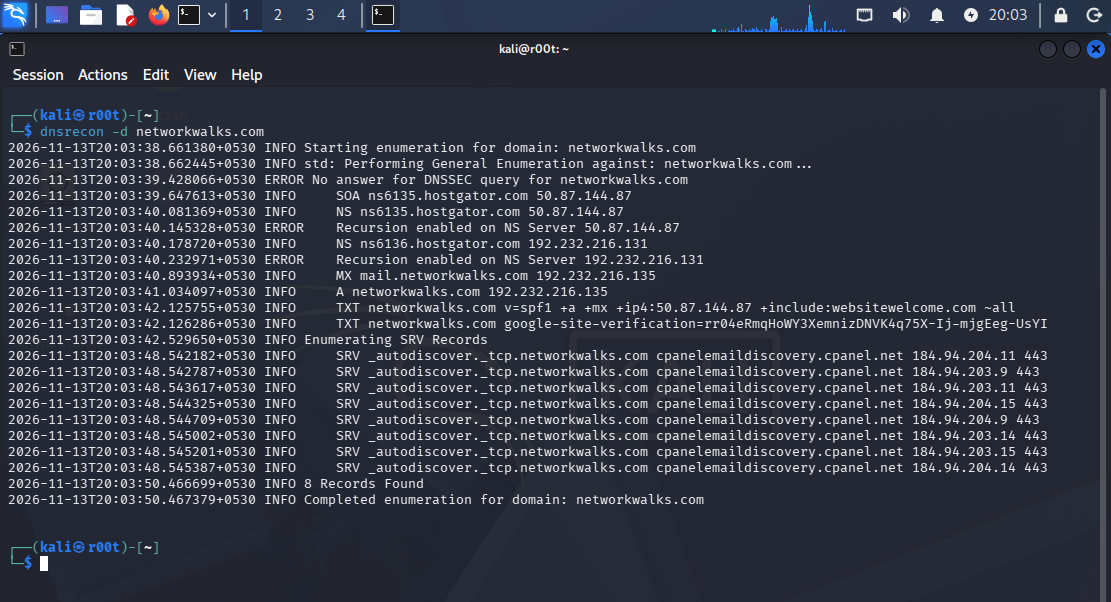 1 2 3 4 20:03
kali@r00t: ~
Session Actions Edit View Help
┌──(kali㉿r00t)-[~]
└─$ dnsrecon -d networkwalks.com
2026-11-13T20:03:38.661380+0530 INFO Starting enumeration for domain: networkwalks.com
2026-11-13T20:03:38.662445+0530 INFO std: Performing General Enumeration against: networkwalks.com...
2026-11-13T20:03:39.428066+0530 ERROR No answer for DNSSEC query for networkwalks.com
2026-11-13T20:03:39.647613+0530 INFO     SOA ns6135.hostgator.com 50.87.144.87
2026-11-13T20:03:40.081369+0530 INFO     NS ns6135.hostgator.com 50.87.144.87
2026-11-13T20:03:40.145328+0530 ERROR    Recursion enabled on NS Server 50.87.144.87
2026-11-13T20:03:40.178720+0530 INFO     NS ns6136.hostgator.com 192.232.216.131
2026-11-13T20:03:40.232971+0530 ERROR    Recursion enabled on NS Server 192.232.216.131
2026-11-13T20:03:40.893934+0530 INFO     MX mail.networkwalks.com 192.232.216.135
2026-11-13T20:03:41.034097+0530 INFO     A networkwalks.com 192.232.216.135
2026-11-13T20:03:42.125755+0530 INFO     TXT networkwalks.com v=spf1 +a +mx +ip4:50.87.144.87 +include:websitewelcome.com ~all
2026-11-13T20:03:42.126286+0530 INFO     TXT networkwalks.com google-site-verification=rr04eRmqHoWY3XemnizDNVK4q75X-Ij-mjgEeg-UsYI
2026-11-13T20:03:42.529650+0530 INFO Enumerating SRV Records
2026-11-13T20:03:48.542182+0530 INFO     SRV _autodiscover._tcp.networkwalks.com cpanelemaildiscovery.cpanel.net 184.94.204.11 443
2026-11-13T20:03:48.542787+0530 INFO     SRV _autodiscover._tcp.networkwalks.com cpanelemaildiscovery.cpanel.net 184.94.203.9 443
2026-11-13T20:03:48.543617+0530 INFO     SRV _autodiscover._tcp.networkwalks.com cpanelemaildiscovery.cpanel.net 184.94.203.11 443
2026-11-13T20:03:48.544325+0530 INFO     SRV _autodiscover._tcp.networkwalks.com cpanelemaildiscovery.cpanel.net 184.94.204.15 443
2026-11-13T20:03:48.544709+0530 INFO     SRV _autodiscover._tcp.networkwalks.com cpanelemaildiscovery.cpanel.net 184.94.204.9 443
2026-11-13T20:03:48.545002+0530 INFO     SRV _autodiscover._tcp.networkwalks.com cpanelemaildiscovery.cpanel.net 184.94.203.14 443
2026-11-13T20:03:48.545201+0530 INFO     SRV _autodiscover._tcp.networkwalks.com cpanelemaildiscovery.cpanel.net 184.94.203.15 443
2026-11-13T20:03:48.545387+0530 INFO     SRV _autodiscover._tcp.networkwalks.com cpanelemaildiscovery.cpanel.net 184.94.204.14 443
2026-11-13T20:03:50.466699+0530 INFO 8 Records Found
2026-11-13T20:03:50.467379+0530 INFO Completed enumeration for domain: networkwalks.com
┌──(kali㉿r00t)-[~]
└─$